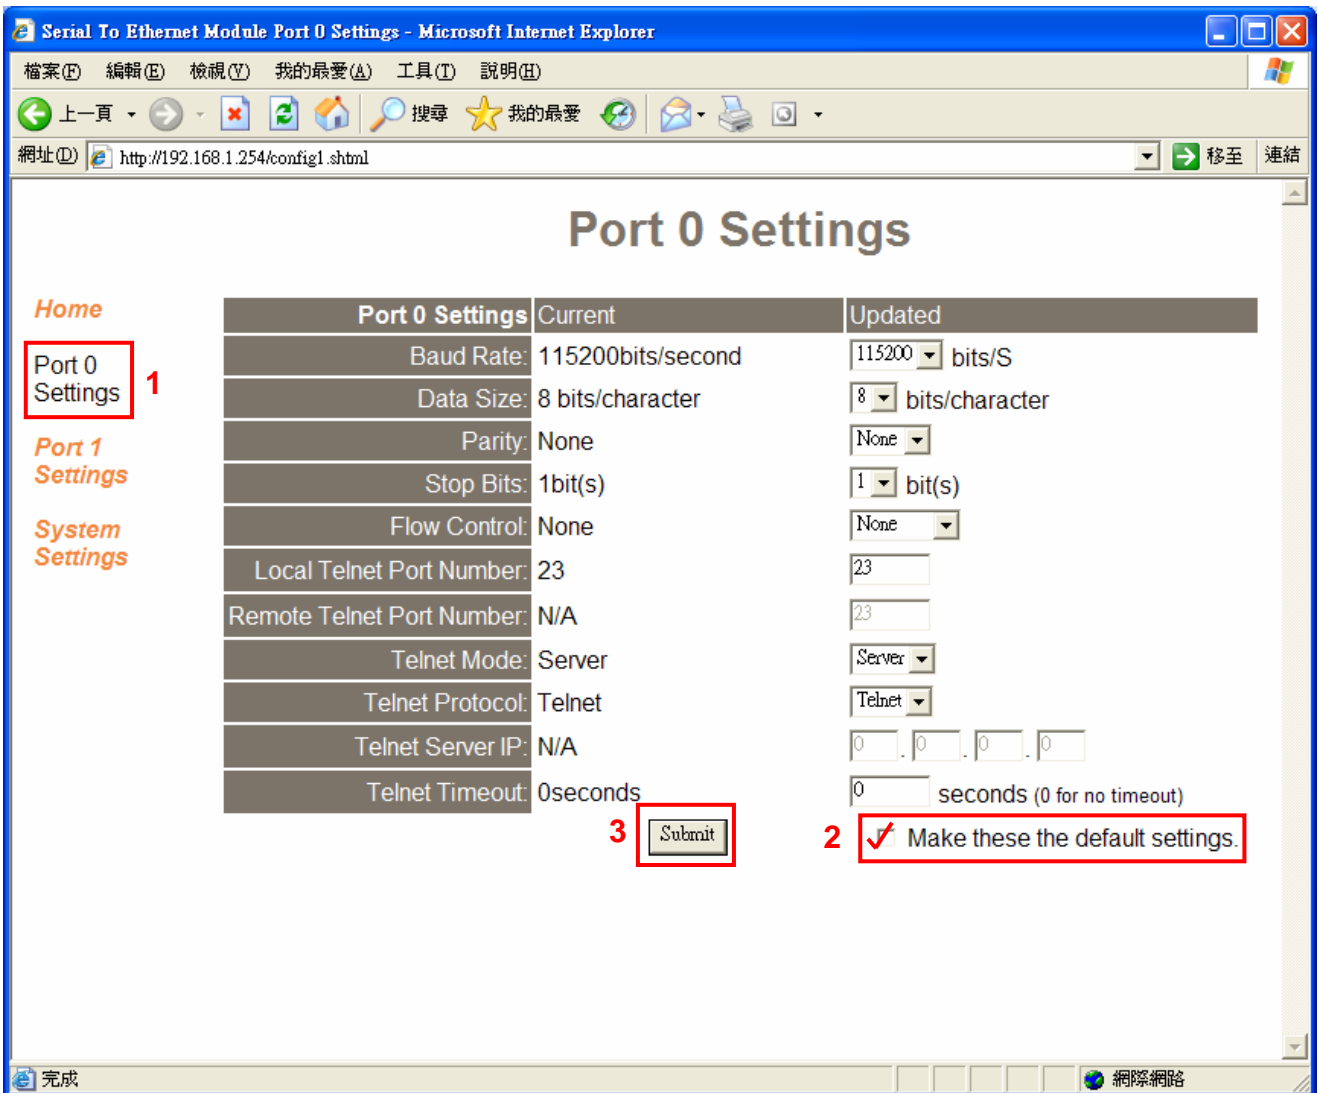 Serial To Ethernet Module Port 0 Settings - Microsoft Internet Explorer
檔案(F) 編輯(E) 檢視(V) 我的最愛(A) 工具(T) 說明(H)
上一頁 搜尋 我的最愛
網址(D) http://192.168.1.254/config1.shtml 移至 連結
Port 0 Settings
Home
Port 0
Settings
1
Port 1
Settings
System
Settings
Port 0 Settings Current Updated
Baud Rate: 115200bits/second 115200 bits/S
Data Size: 8 bits/character 8 bits/character
Parity: None None
Stop Bits: 1bit(s) 1 bit(s)
Flow Control: None None
Local Telnet Port Number: 23 23
Remote Telnet Port Number: N/A 23
Telnet Mode: Server Server
Telnet Protocol: Telnet Telnet
Telnet Server IP: N/A 0 . 0 . 0 . 0
Telnet Timeout: 0seconds 0 seconds (0 for no timeout)
3 Submit 2 Make these the default settings.
完成 網際網路